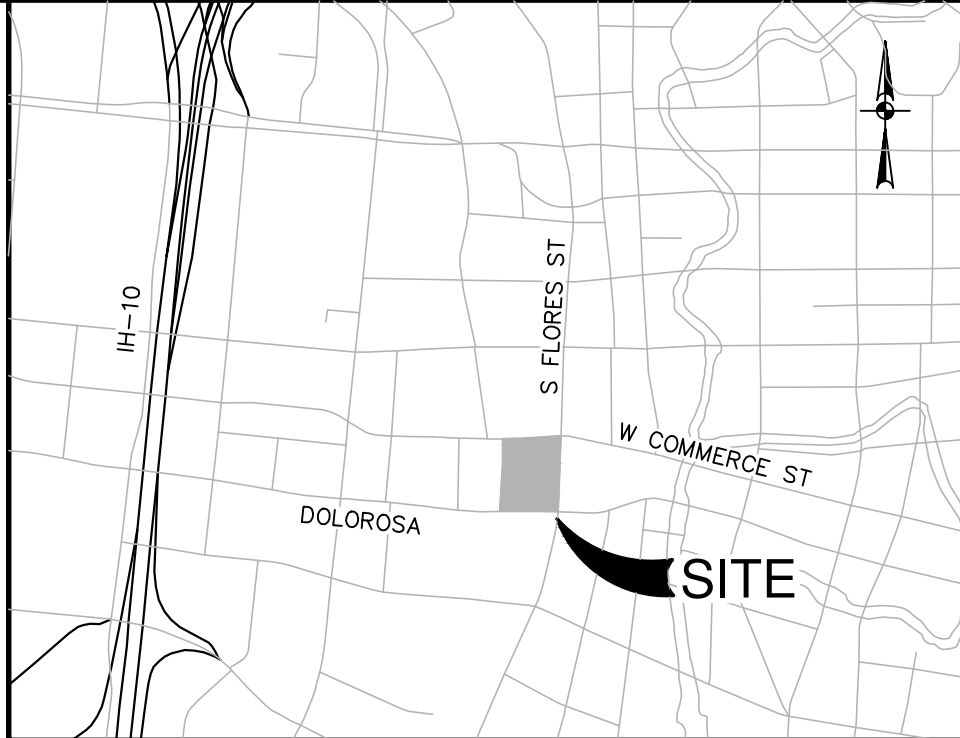 S FLORES ST
IH-10
W COMMERCE ST
DOLOROSA
SITE